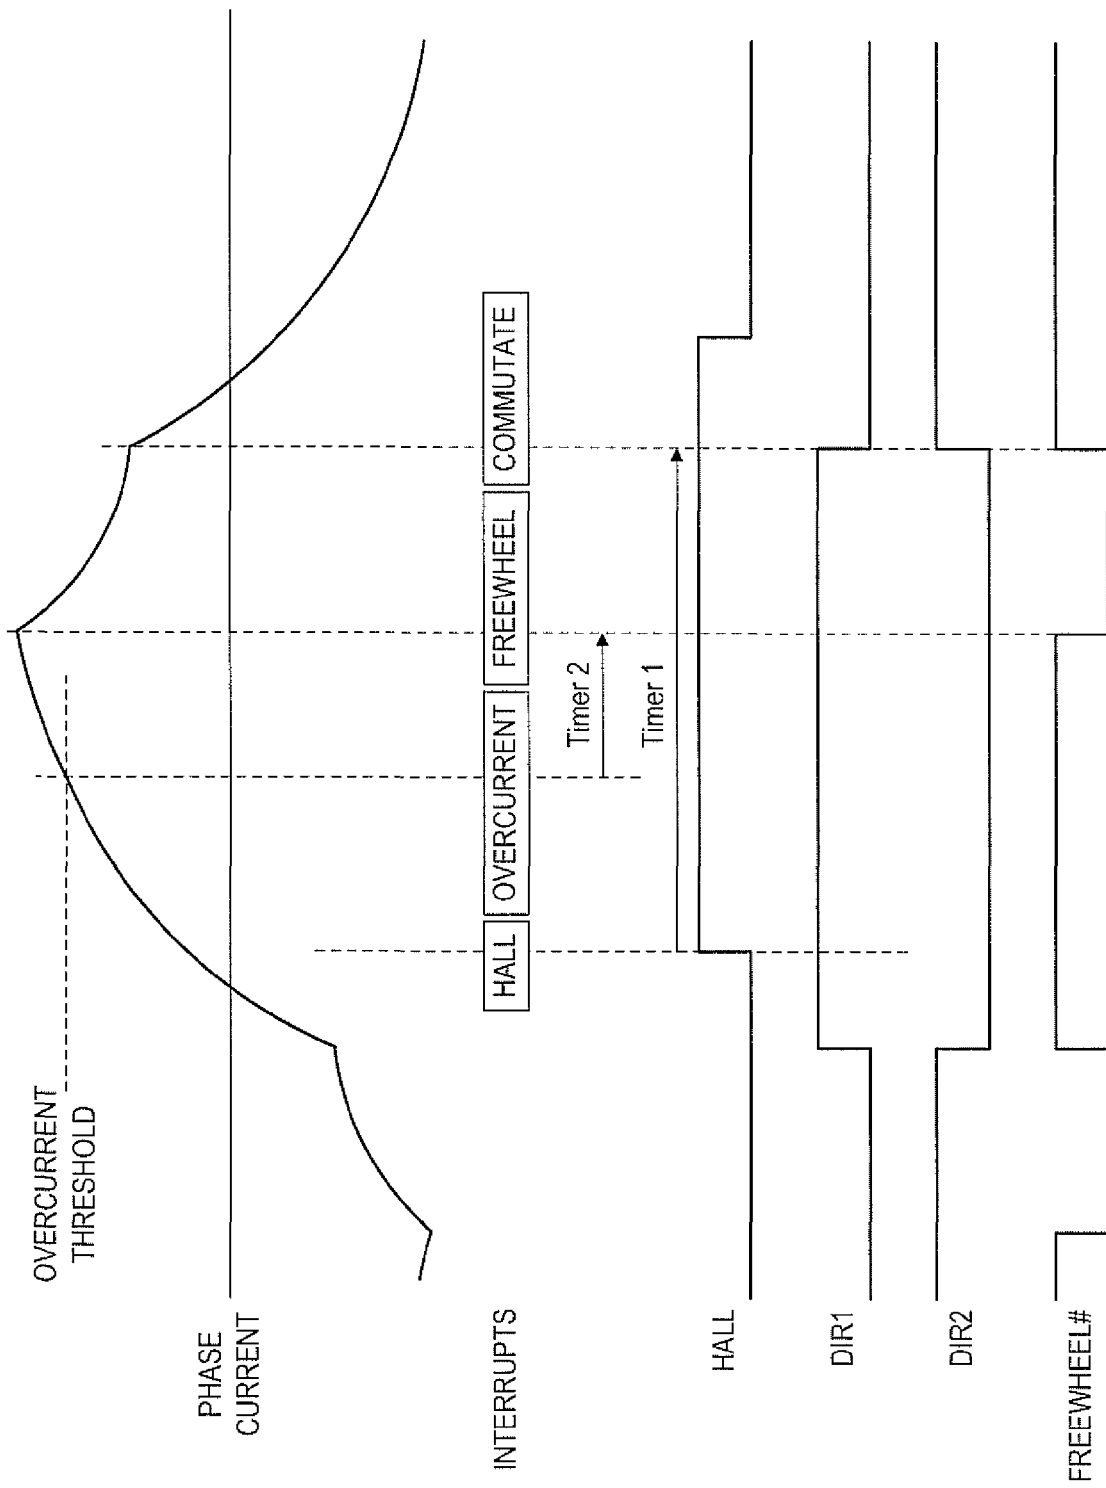 OVERCURRENT
THRESHOLD
PHASE
CURRENT
INTERRUPTS
HALL
OVERCURRENT
FREEWHEEL
COMMUTATE
Timer 2
Timer 1
HALL
DIR1
DIR2
FREEWHEEL#